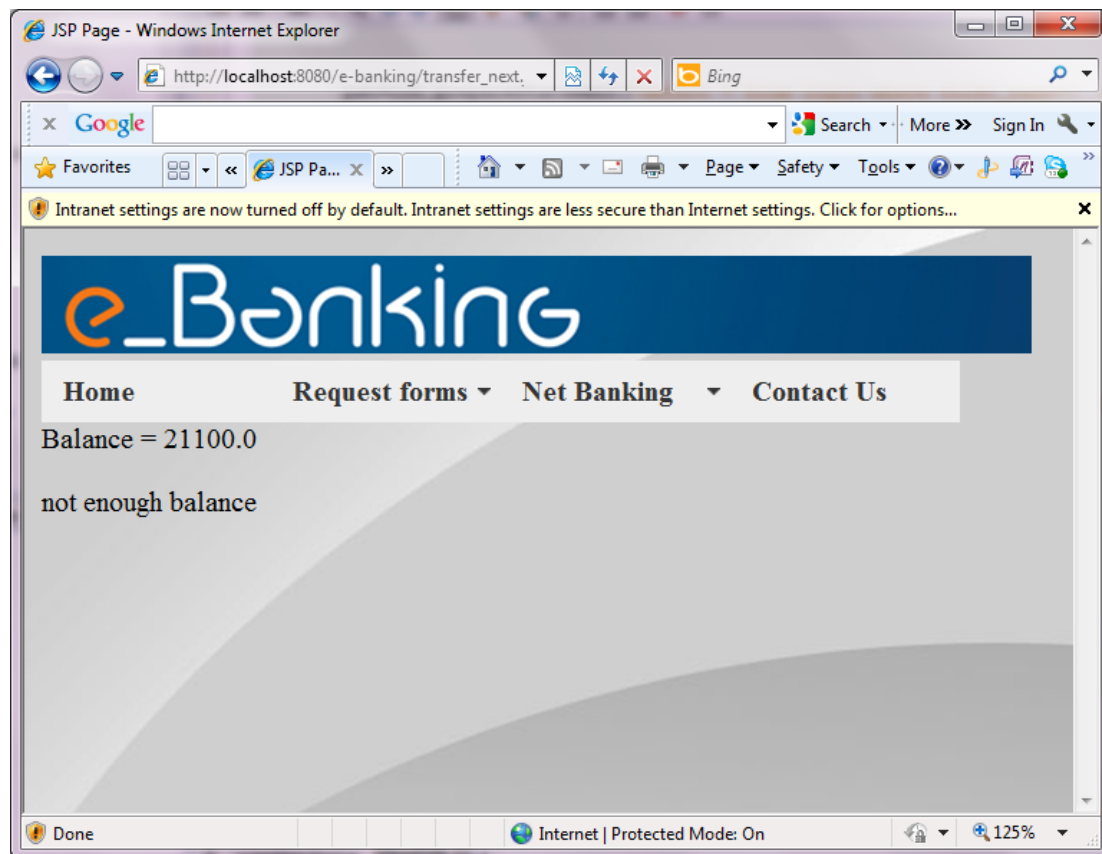 JSP Page - Windows Internet Explorer
http://localhost:8080/e-banking/transfer_next. Bing
x Google Search More » Sign In
Favorites « JSP Pa... x » Page Safety Tools »
Intranet settings are now turned off by default. Intranet settings are less secure than Internet settings. Click for options... x
e_Banking
Home Request forms Net Banking Contact Us
Balance = 21100.0
not enough balance
Done Internet | Protected Mode: On 125%